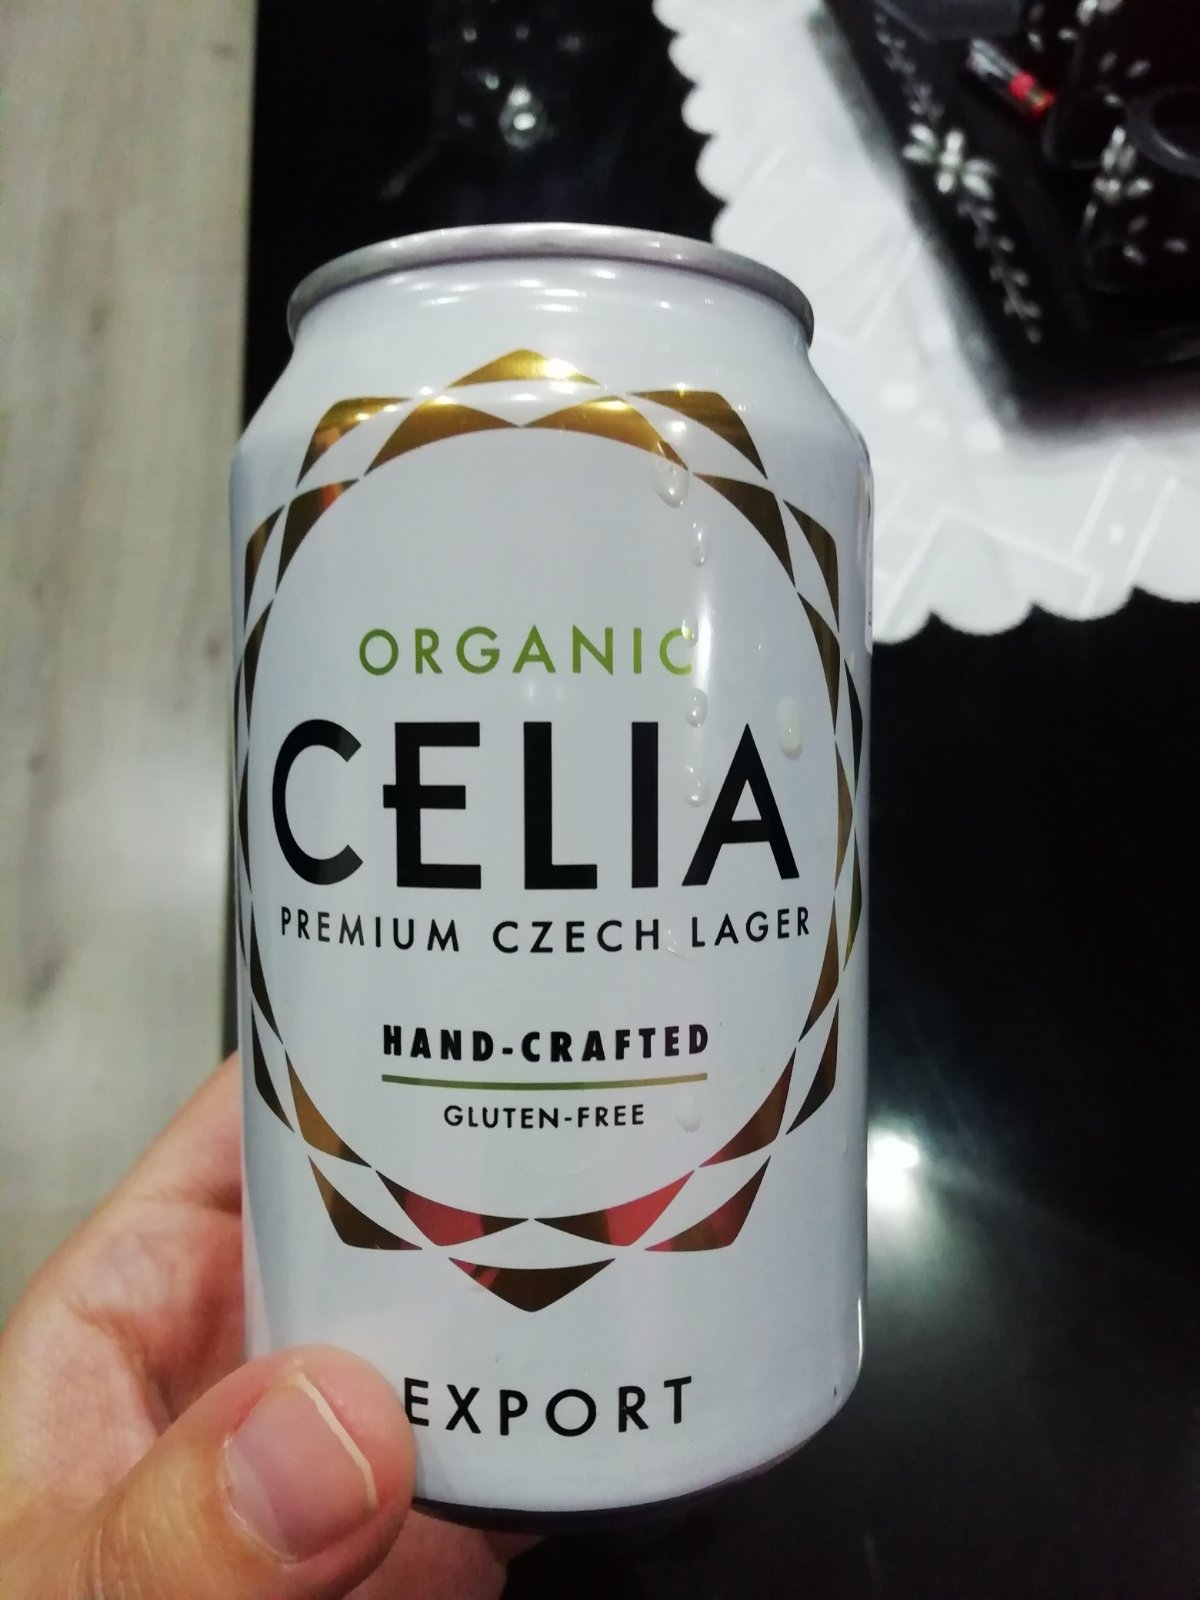 ORGANIC
CELIA
PREMIUM CZECH LAGER
HAND-CRAFTED
GLUTEN-FREE
EXPORT